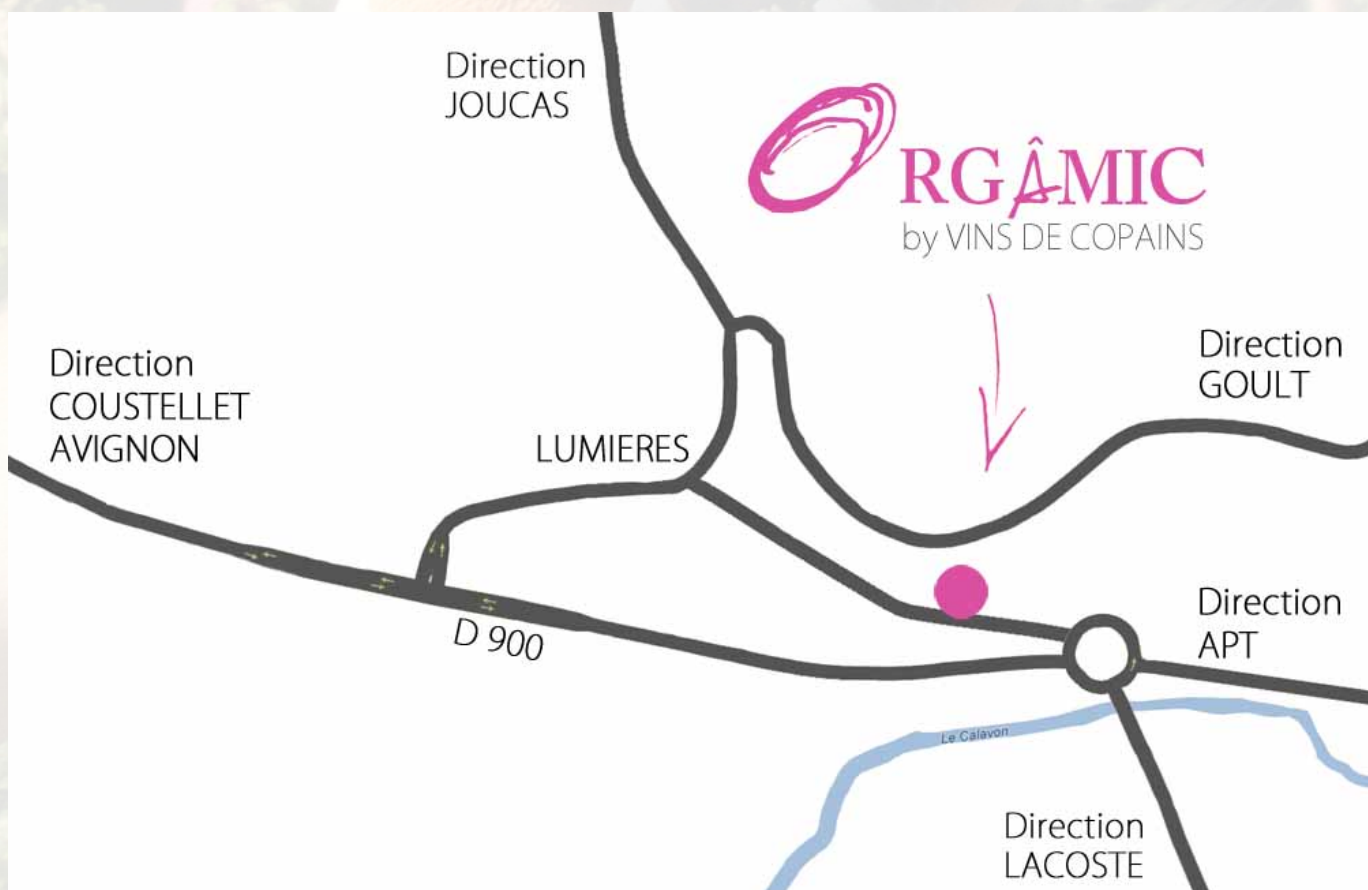 Direction
JOUCAS
ORGÂMIC
by VINS DE COPAINS
Direction
COUSTELLET
AVIGNON
LUMIERES
Direction
GOULT
D 900
Direction
APT
Le Calavon
Direction
LACOSTE